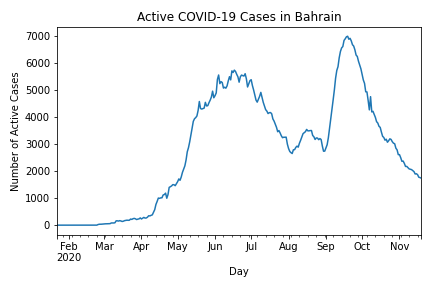 Active COVID-19 Cases in Bahrain
Number of Active Cases
7000
6000
5000
4000
3000
2000
1000
0
Feb Mar Apr May Jun Jul Aug Sep Oct Nov
2020
Day